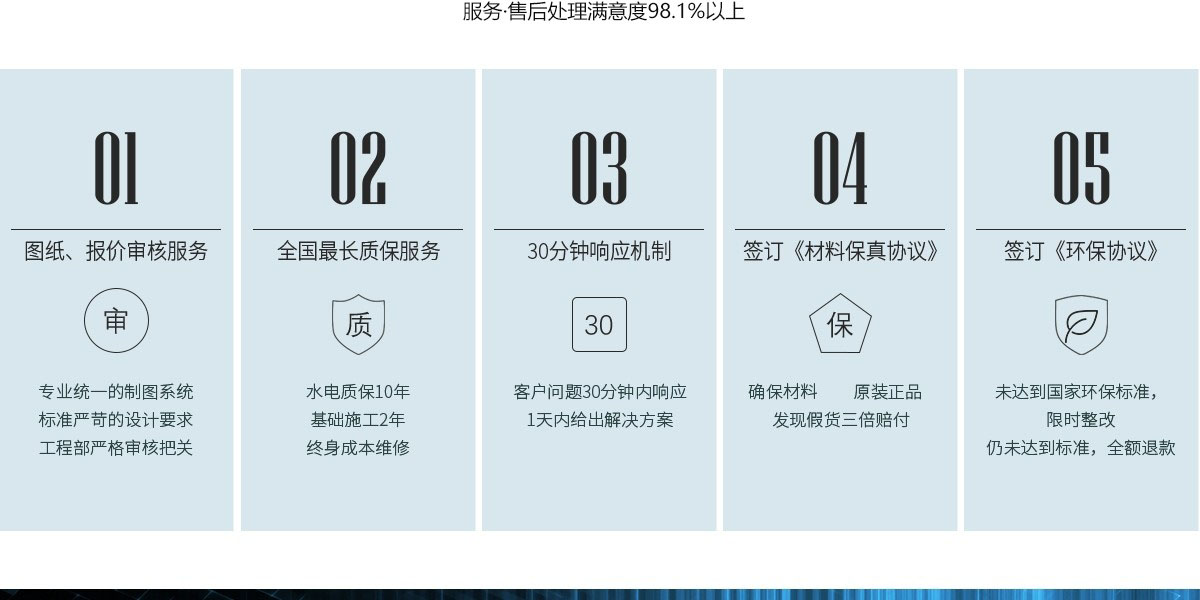 服务·售后处理满意度98.1%以上
01
图纸、报价审核服务
审
专业统一的制图系统
标准严苛的设计要求
工程部严格审核把关
02
全国最长质保服务
质
水电质保10年
基础施工2年
终身成本维修
03
30分钟响应机制
30
客户问题30分钟内响应
1天内给出解决方案
04
签订《材料保真协议》
保
确保材料 原装正品
发现假货三倍赔付
05
签订《环保协议》
未达到国家环保标准，
限时整改
仍未达到标准，全额退款